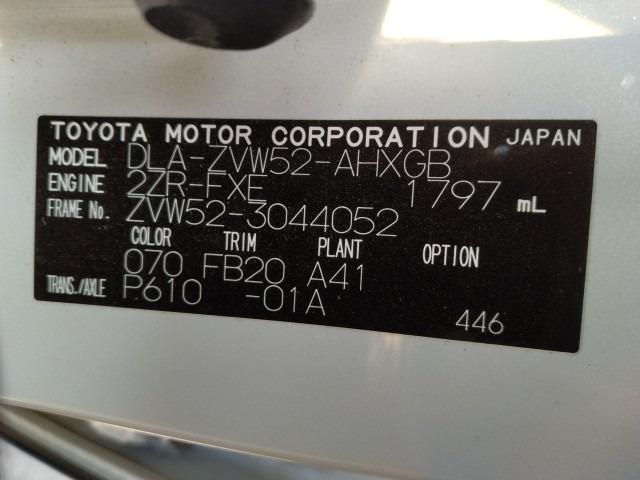 TOYOTA MOTOR CORPORATION JAPAN
MODEL DLA-ZVW52-AHXGB
ENGINE 2ZR-FXE 1797 mL
FRAME No. ZVW52-3044052
COLOR TRIM PLANT OPTION
070 FB20 A41
TRANS./AXLE P610 -01A
446